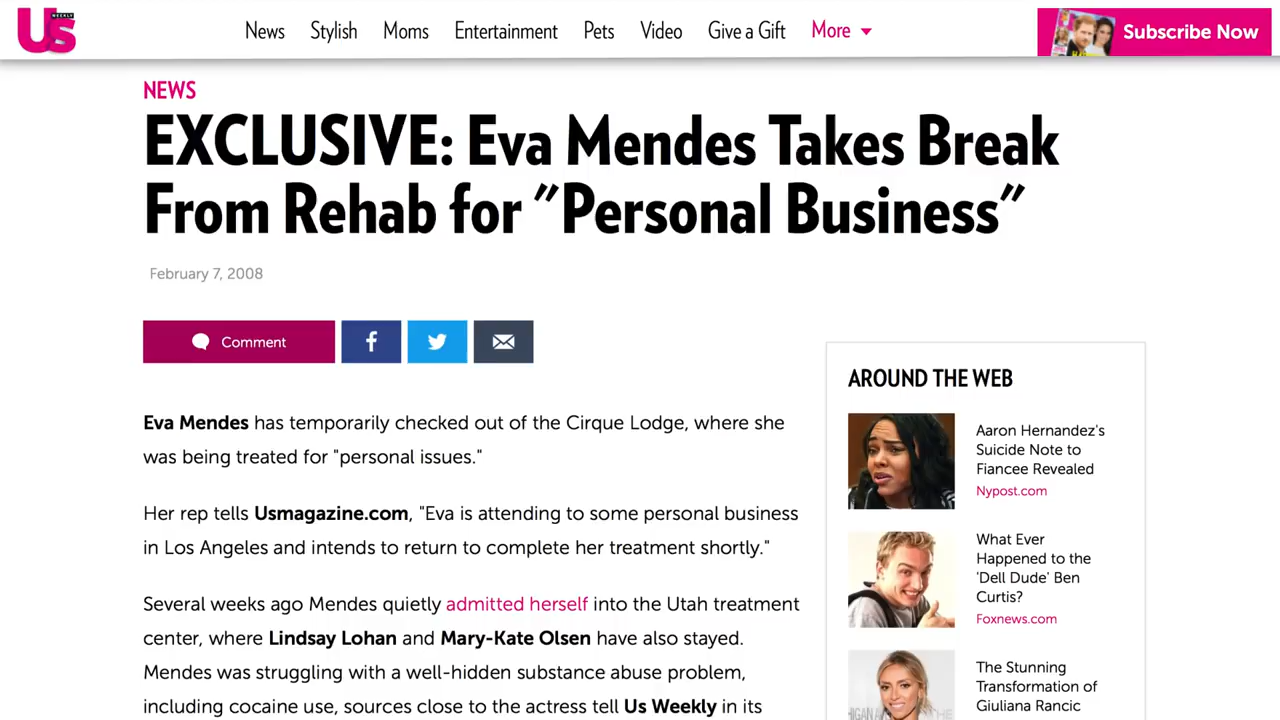 Us WEEKLY
News Stylish Moms Entertainment Pets Video Give a Gift More Subscribe Now
NEWS
EXCLUSIVE: Eva Mendes Takes Break
From Rehab for "Personal Business"
February 7, 2008
Comment
Eva Mendes has temporarily checked out of the Cirque Lodge, where she
was being treated for "personal issues."
Her rep tells Usmagazine.com, "Eva is attending to some personal business
in Los Angeles and intends to return to complete her treatment shortly."
Several weeks ago Mendes quietly admitted herself into the Utah treatment
center, where Lindsay Lohan and Mary-Kate Olsen have also stayed.
Mendes was struggling with a well-hidden substance abuse problem,
including cocaine use, sources close to the actress tell Us Weekly in its
AROUND THE WEB
Aaron Hernandez's
Suicide Note to
Fiancee Revealed
Nypost.com
What Ever
Happened to the
'Dell Dude' Ben
Curtis?
Foxnews.com
The Stunning
Transformation of
Giuliana Rancic